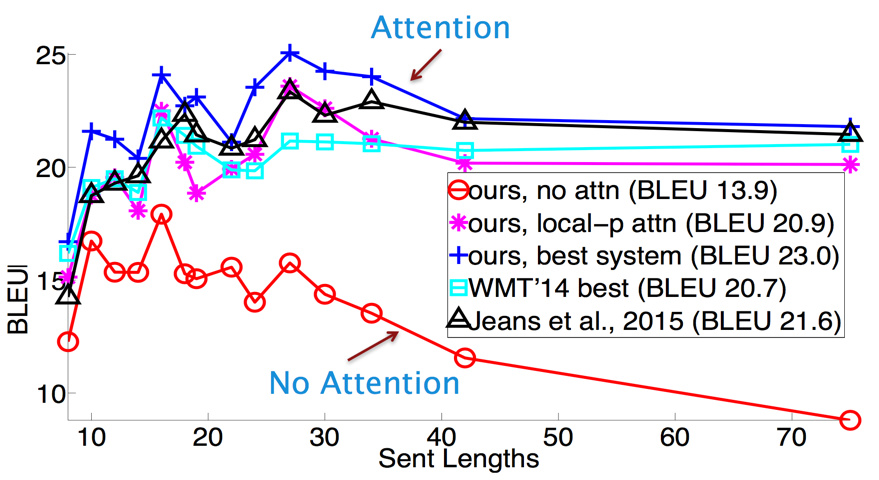 Attention
25
20
15
10
BLEU
ours, no attn (BLEU 13.9)
ours, local-p attn (BLEU 20.9)
ours, best system (BLEU 23.0)
WMT'14 best (BLEU 20.7)
Jeans et al., 2015 (BLEU 21.6)
No Attention
10 20 30 40 50 60 70
Sent Lengths